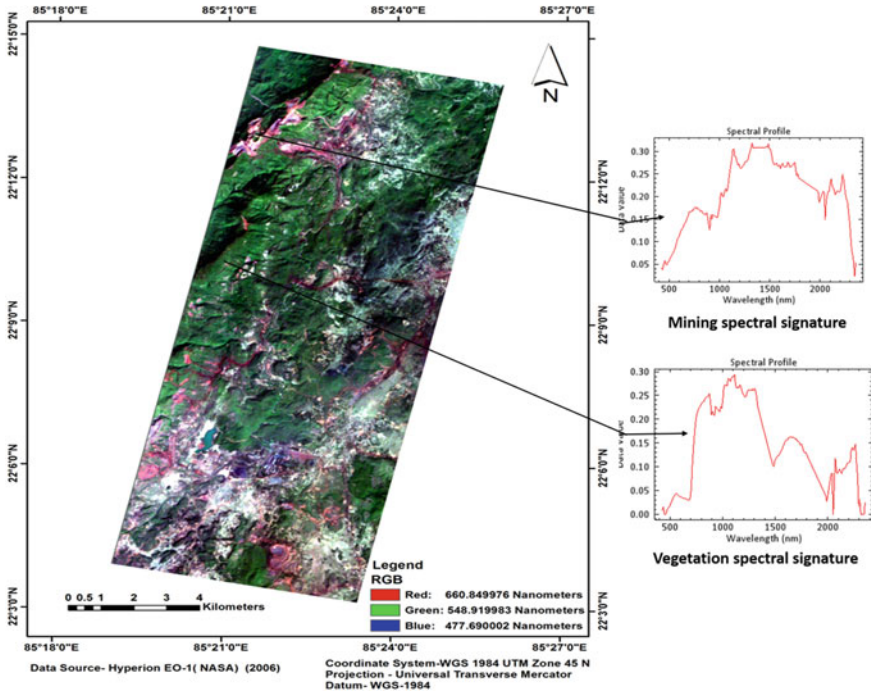 85°18'0"E 85°21'0"E 85°24'0"E 85°27'0"E
22°15'0"N
22°12'0"N
22°9'0"N
22°6'0"N
22°3'0"N
N
22°12'0"N
22°9'0"N
22°6'0"N
22°3'0"N
Legend
RGB
Red: 660.849976 Nanometers
Green: 548.919983 Nanometers
Blue: 477.690002 Nanometers
0 0.5 1 2 3 4
Kilometers
85°18'0"E 85°21'0"E 85°24'0"E 85°27'0"E
Data Source- Hyperion EO-1( NASA) (2006)
Coordinate System-WGS 1984 UTM Zone 45 N
Projection - Universal Transverse Mercator
Datum- WGS-1984
Spectral Profile
0.30
0.25
0.20
0.15
0.10
0.05
Data Value
500 1000 1500 2000
Wavelength (nm)
Mining spectral signature
Spectral Profile
0.30
0.25
0.20
0.15
0.10
0.05
0.00
Data Value
500 1000 1500 2000
Wavelength (nm)
Vegetation spectral signature